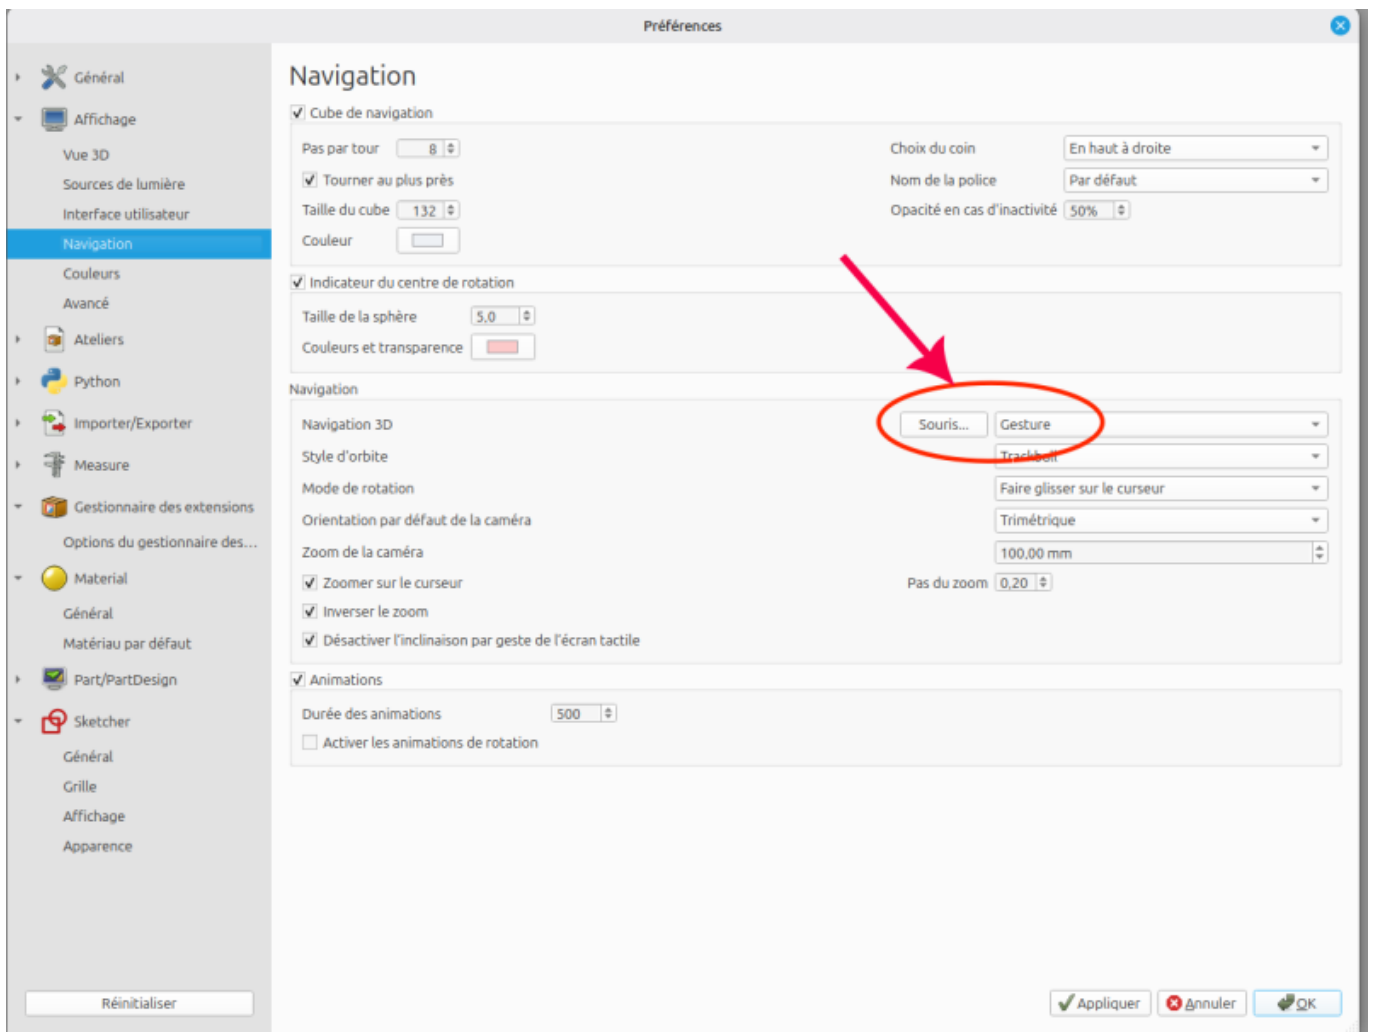 Préférences
Général
Affichage
Vue 3D
Sources de lumière
Interface utilisateur
Navigation
Couleurs
Avancé
Ateliers
Python
Importer/Exporter
Measure
Gestionnaire des extensions
Options du gestionnaire des...
Material
Général
Matériau par défaut
Part/PartDesign
Sketcher
Général
Grille
Affichage
Apparence
Réinitialiser
Navigation
Cube de navigation
Pas par tour 8
Choix du coin En haut à droite
Tourner au plus près
Nom de la police Par défaut
Taille du cube 132
Opacité en cas d'inactivité 50%
Couleur
Indicateur du centre de rotation
Taille de la sphère 5,0
Couleurs et transparence
Navigation
Navigation 3D Souris... Gesture
Style d'orbite Trackball
Mode de rotation Faire glisser sur le curseur
Orientation par défaut de la caméra Trimétrique
Zoom de la caméra 100,00 mm
Zoomer sur le curseur Pas du zoom 0,20
Inverser le zoom
Désactiver l'inclinaison par geste de l'écran tactile
Animations
Durée des animations 500
Activer les animations de rotation
Appliquer Annuler OK